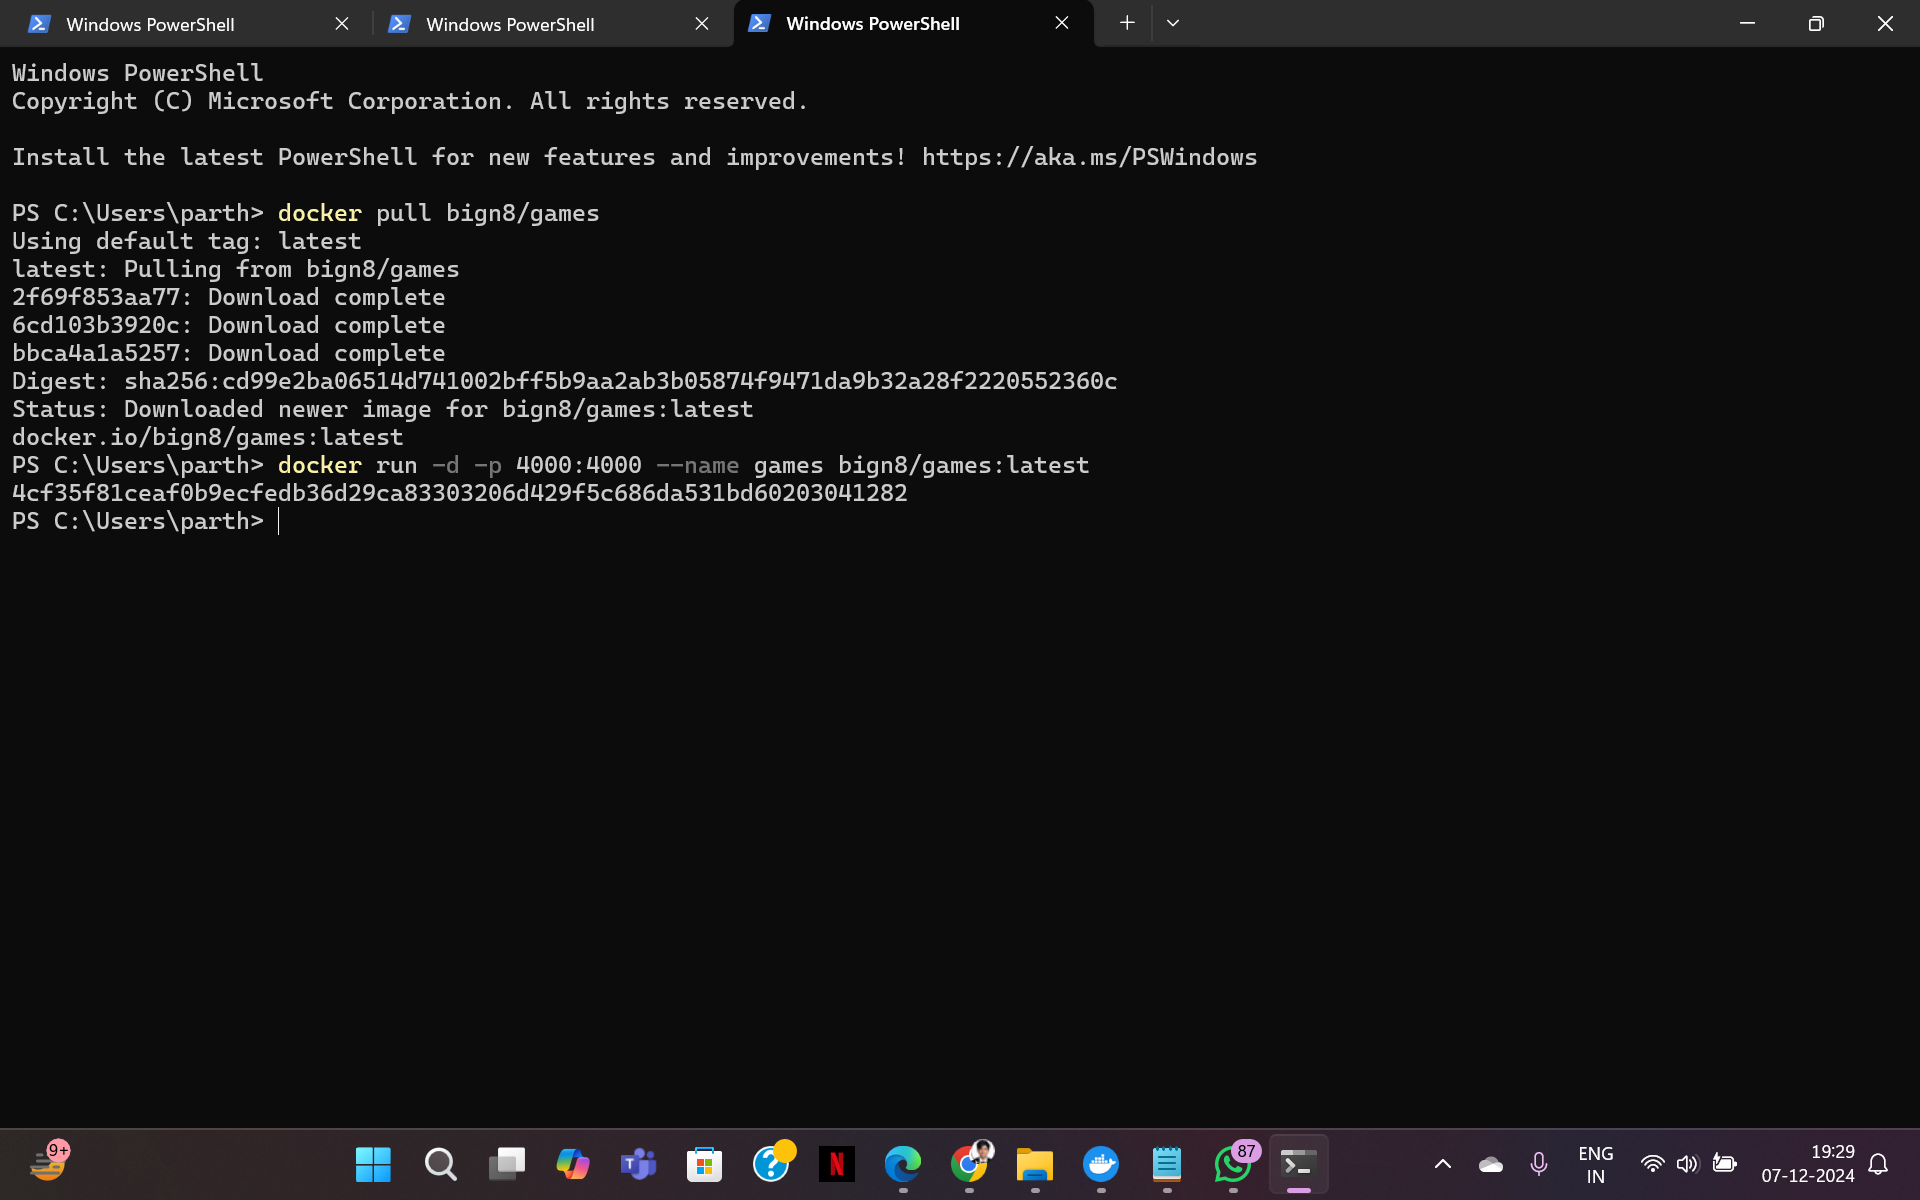 Windows PowerShell
Windows PowerShell
Windows PowerShell
Windows PowerShell
Copyright (C) Microsoft Corporation. All rights reserved.
Install the latest PowerShell for new features and improvements! https://aka.ms/PSWindows
PS C:\Users\parth> docker pull bign8/games
Using default tag: latest
latest: Pulling from bign8/games
2f69f853aa77: Download complete
6cd103b3920c: Download complete
bbca4a1a5257: Download complete
Digest: sha256:cd99e2ba06514d741002bff5b9aa2ab3b05874f9471da9b32a28f2220552360c
Status: Downloaded newer image for bign8/games:latest
docker.io/bign8/games:latest
PS C:\Users\parth> docker run -d -p 4000:4000 --name games bign8/games:latest
4cf35f81ceaf0b9ecfedb36d29ca83303206d429f5c686da531bd60203041282
PS C:\Users\parth>
9+
T
?
N
87
ENG
IN
19:29
07-12-2024